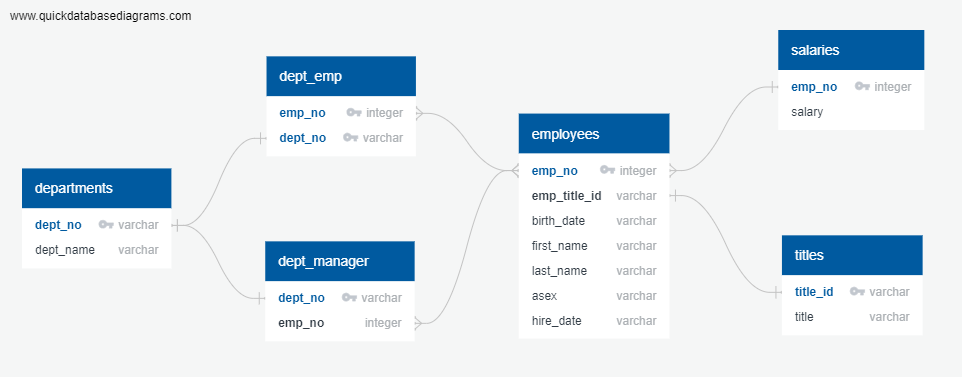 www.quickdatabasediagrams.com
departments
dept_no varchar
dept_name varchar
dept_emp
emp_no integer
dept_no varchar
dept_manager
dept_no varchar
emp_no integer
employees
emp_no integer
emp_title_id varchar
birth_date varchar
first_name varchar
last_name varchar
asex varchar
hire_date varchar
salaries
emp_no integer
salary
titles
title_id varchar
title varchar